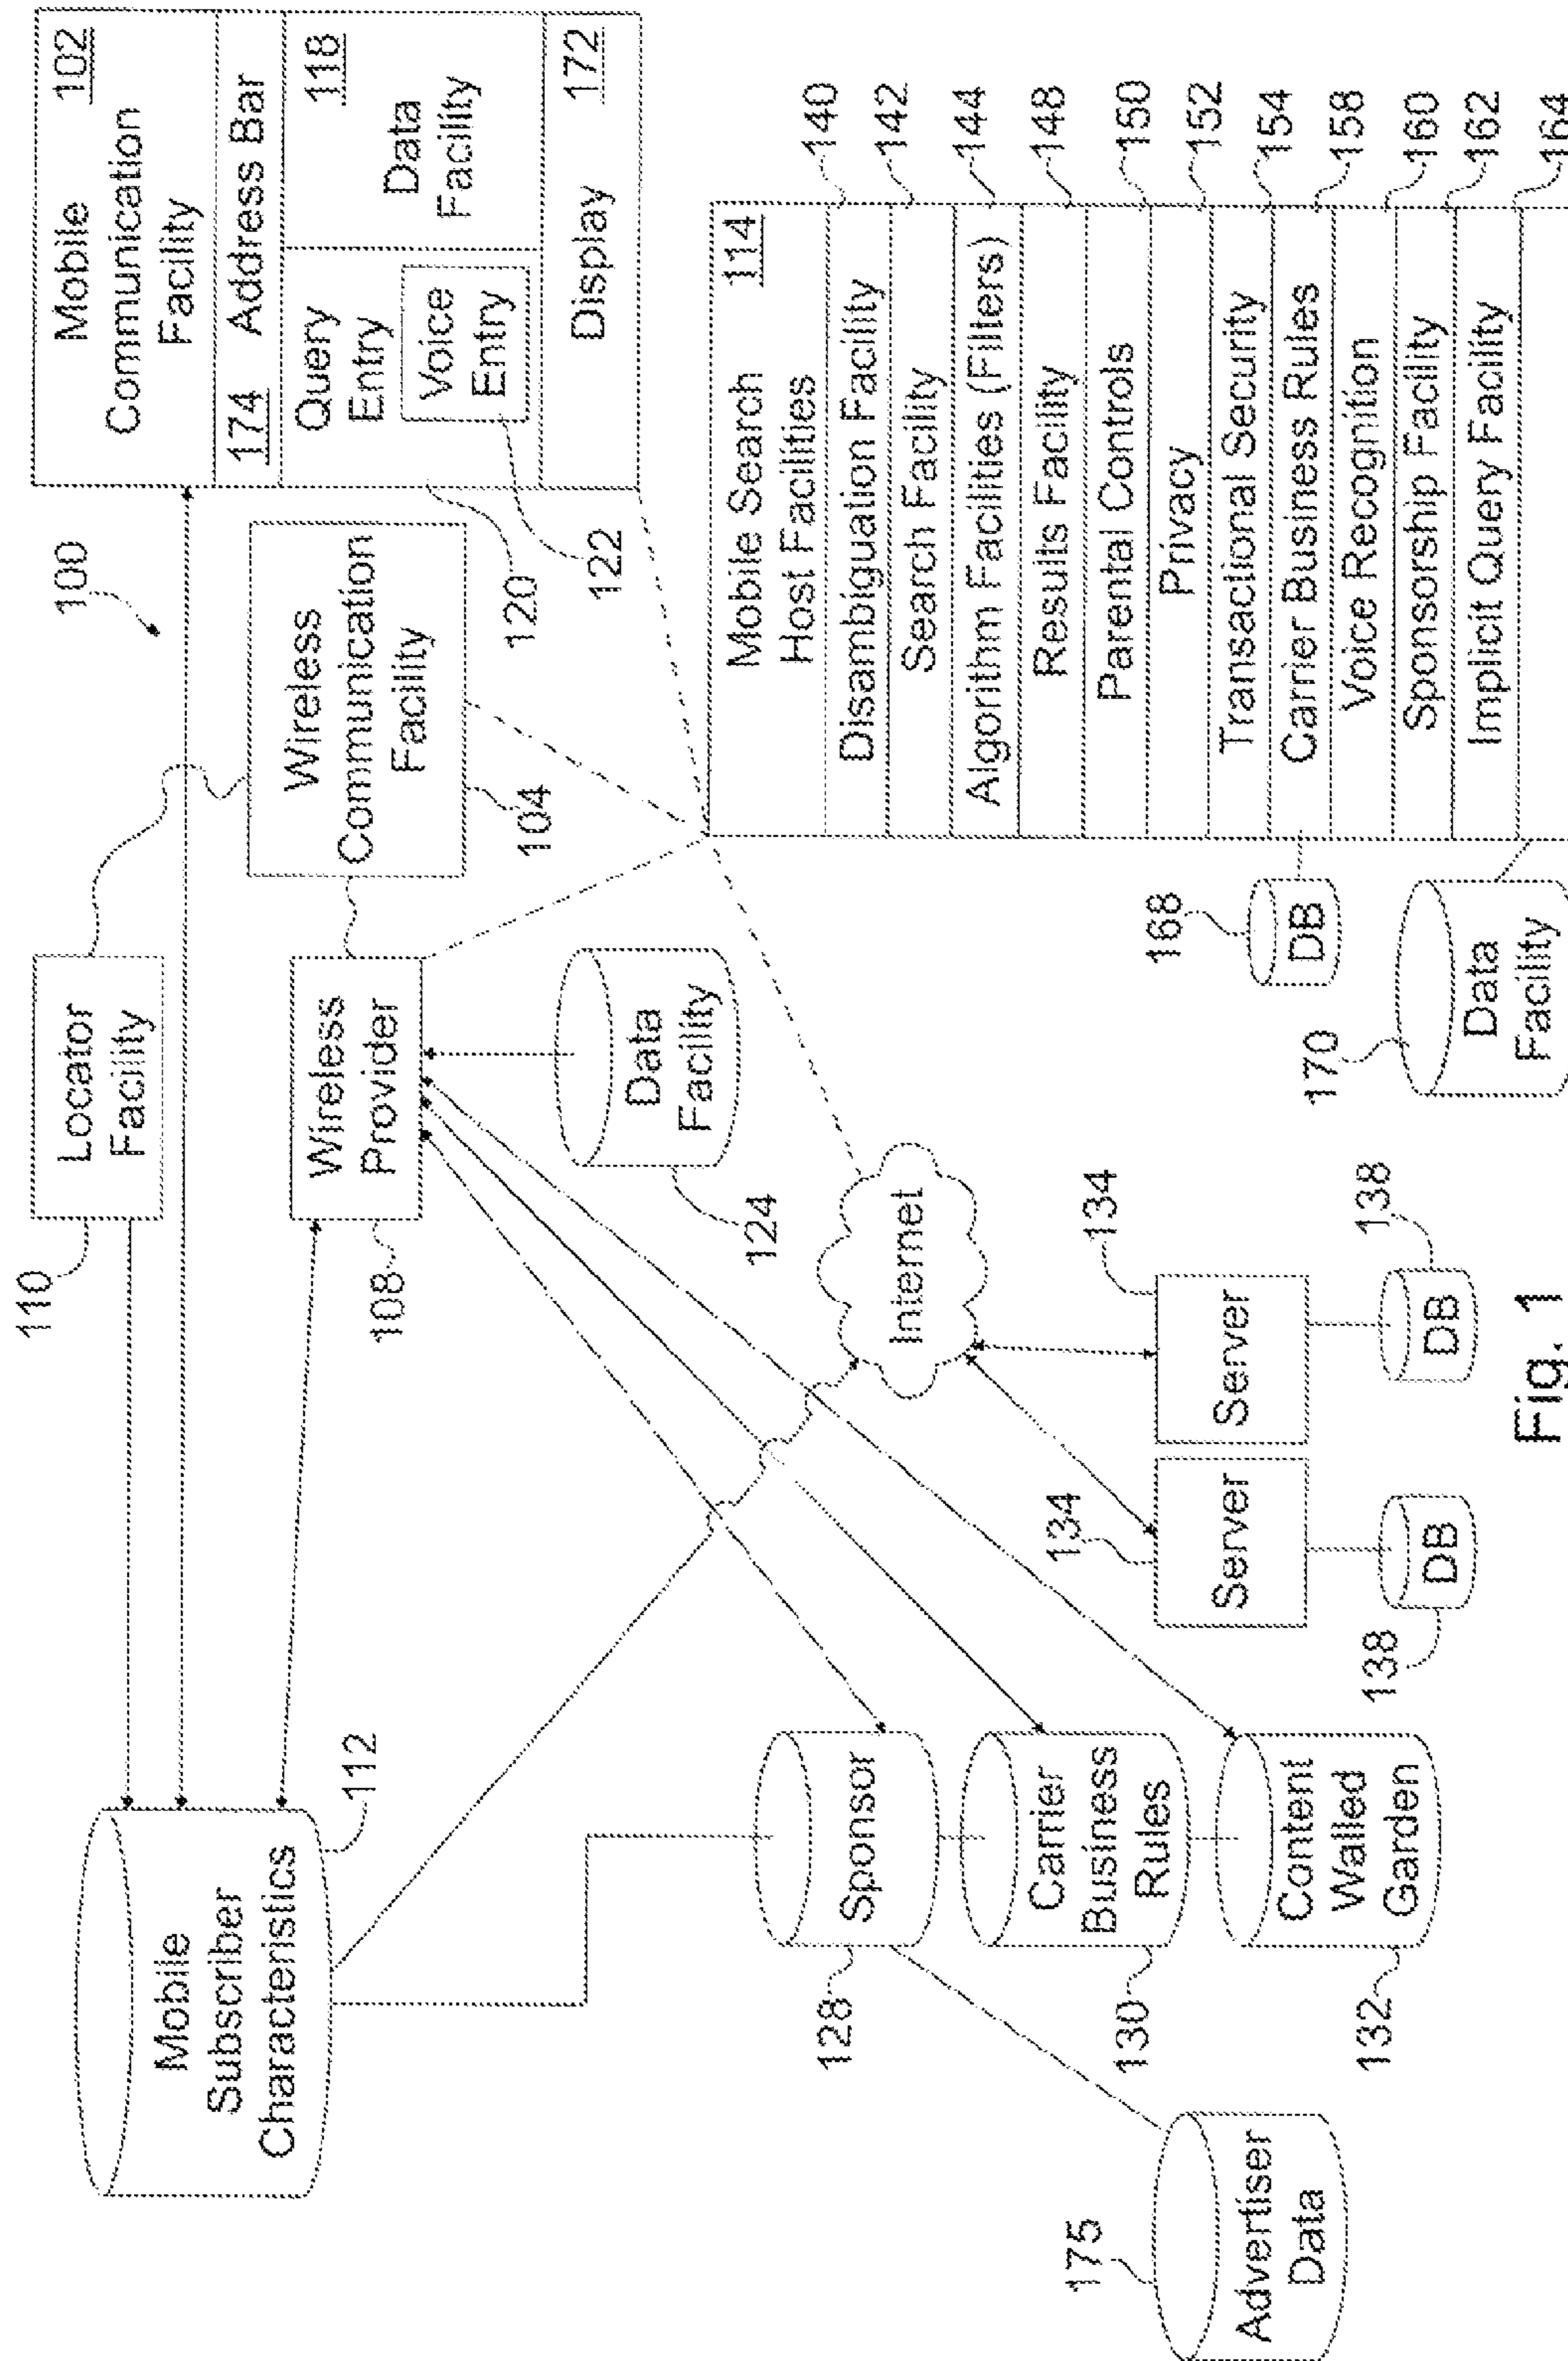 100
110
Locator
Facility
Mobile
Communication
Facility
102
174
Address Bar
Query
Entry
Voice
Entry
118
Data
Facility
Display
172
120
122
Wireless
Communication
Facility
104
Wireless
Provider
108
Data
Facility
124
Mobile
Subscriber
Characteristics
112
Sponsor
128
Carrier
Business
Rules
130
Content
Walled
Garden
132
Advertiser
Data
175
Internet
Server
134
DB
138
Server
134
DB
138
Mobile Search
Host Facilities
114
Disambiguation Facility
140
Search Facility
142
Algorithm Facilities (Filters)
144
Results Facility
148
Parental Controls
150
Privacy
152
Transactional Security
154
Carrier Business Rules
158
Voice Recognition
160
Sponsorship Facility
162
Implicit Query Facility
164
168
DB
170
Data
Facility
Fig. 1